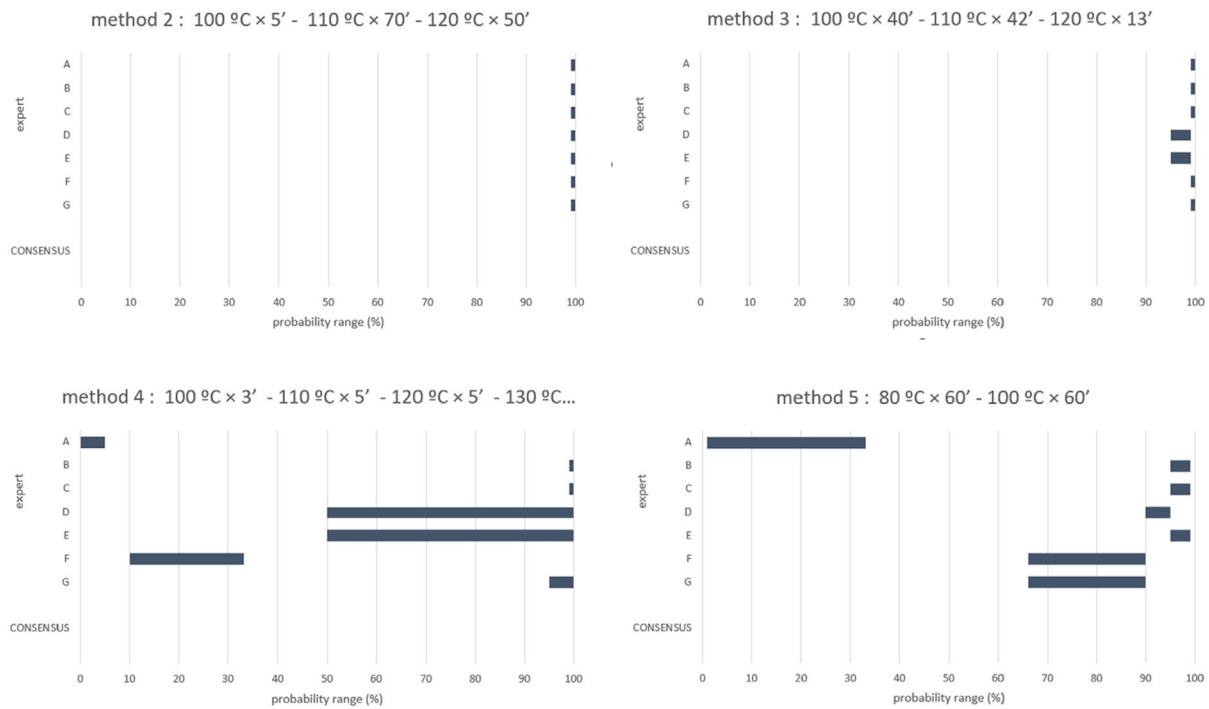 method 2 : 100 ºC × 5’ - 110 ºC × 70’ - 120 ºC × 50’
expert
A
B
C
D
E
F
G
CONSENSUS
0 10 20 30 40 50 60 70 80 90 100
probability range (%)
method 3 : 100 ºC × 40’ - 110 ºC × 42’ - 120 ºC × 13’
expert
A
B
C
D
E
F
G
CONSENSUS
0 10 20 30 40 50 60 70 80 90 100
probability range (%)
method 4 : 100 ºC × 3’ - 110 ºC × 5’ - 120 ºC × 5’ - 130 ºC...
expert
A
B
C
D
E
F
G
CONSENSUS
0 10 20 30 40 50 60 70 80 90 100
probability range (%)
method 5 : 80 ºC × 60’ - 100 ºC × 60’
expert
A
B
C
D
E
F
G
CONSENSUS
0 10 20 30 40 50 60 70 80 90 100
probability range (%)